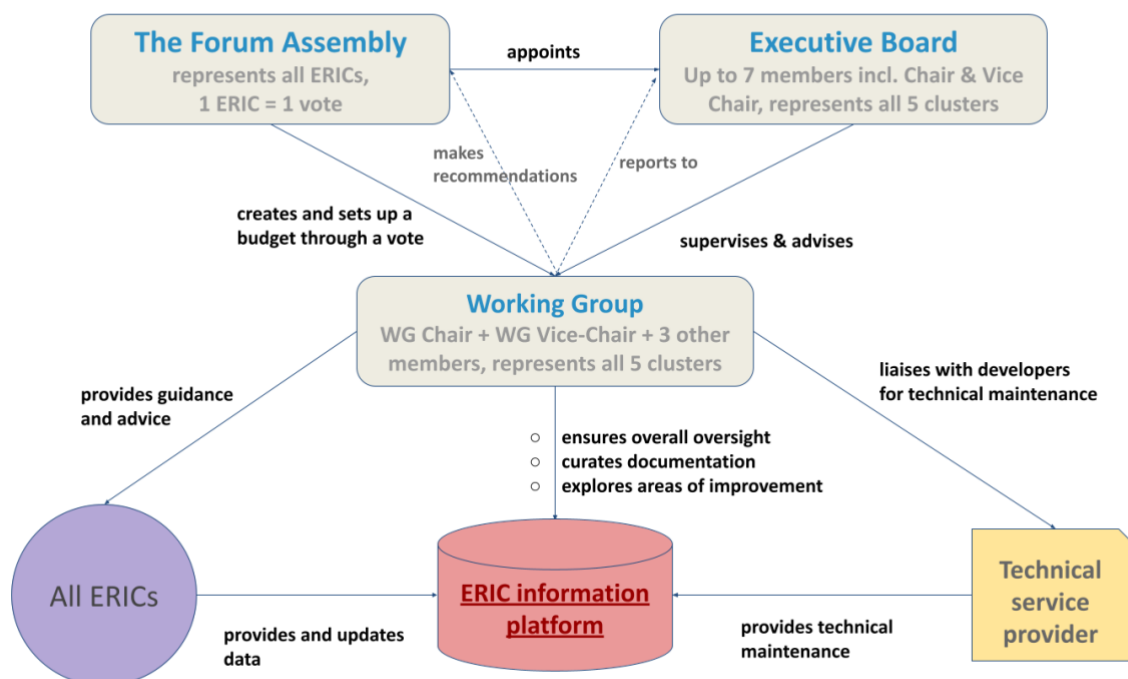 The Forum Assembly
represents all ERICs,
1 ERIC = 1 vote
appoints
Executive Board
Up to 7 members incl. Chair & Vice
Chair, represents all 5 clusters
makes
recommendations
reports to
creates and sets up a
budget through a vote
supervises & advises
Working Group
WG Chair + WG Vice-Chair + 3 other
members, represents all 5 clusters
provides guidance
and advice
liaises with developers
for technical maintenance
○ ensures overall oversight
○ curates documentation
○ explores areas of improvement
All ERICs
ERIC information
platform
Technical
service
provider
provides and updates
data
provides technical
maintenance